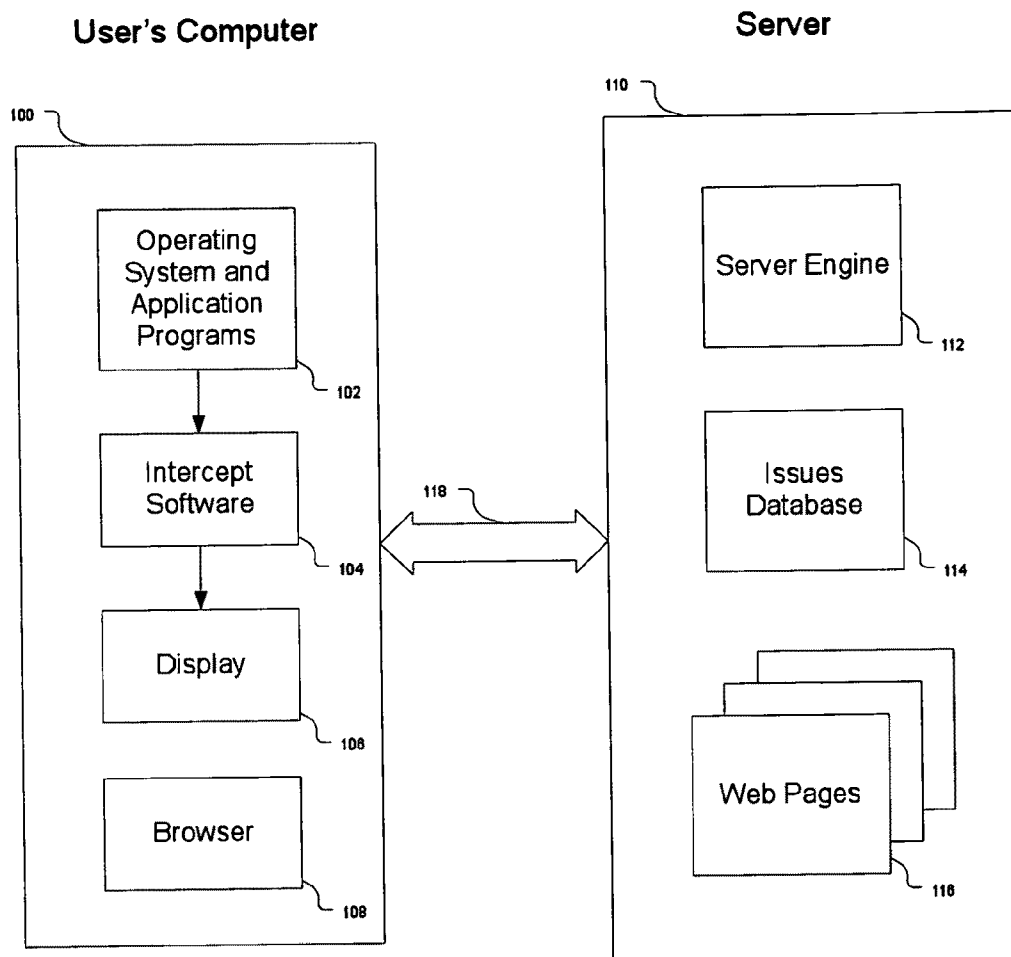 User's Computer
Server
100
110
Operating
System and
Application
Programs
102
Server Engine
112
Intercept
Software
104
118
Issues
Database
114
Display
106
Web Pages
116
Browser
108